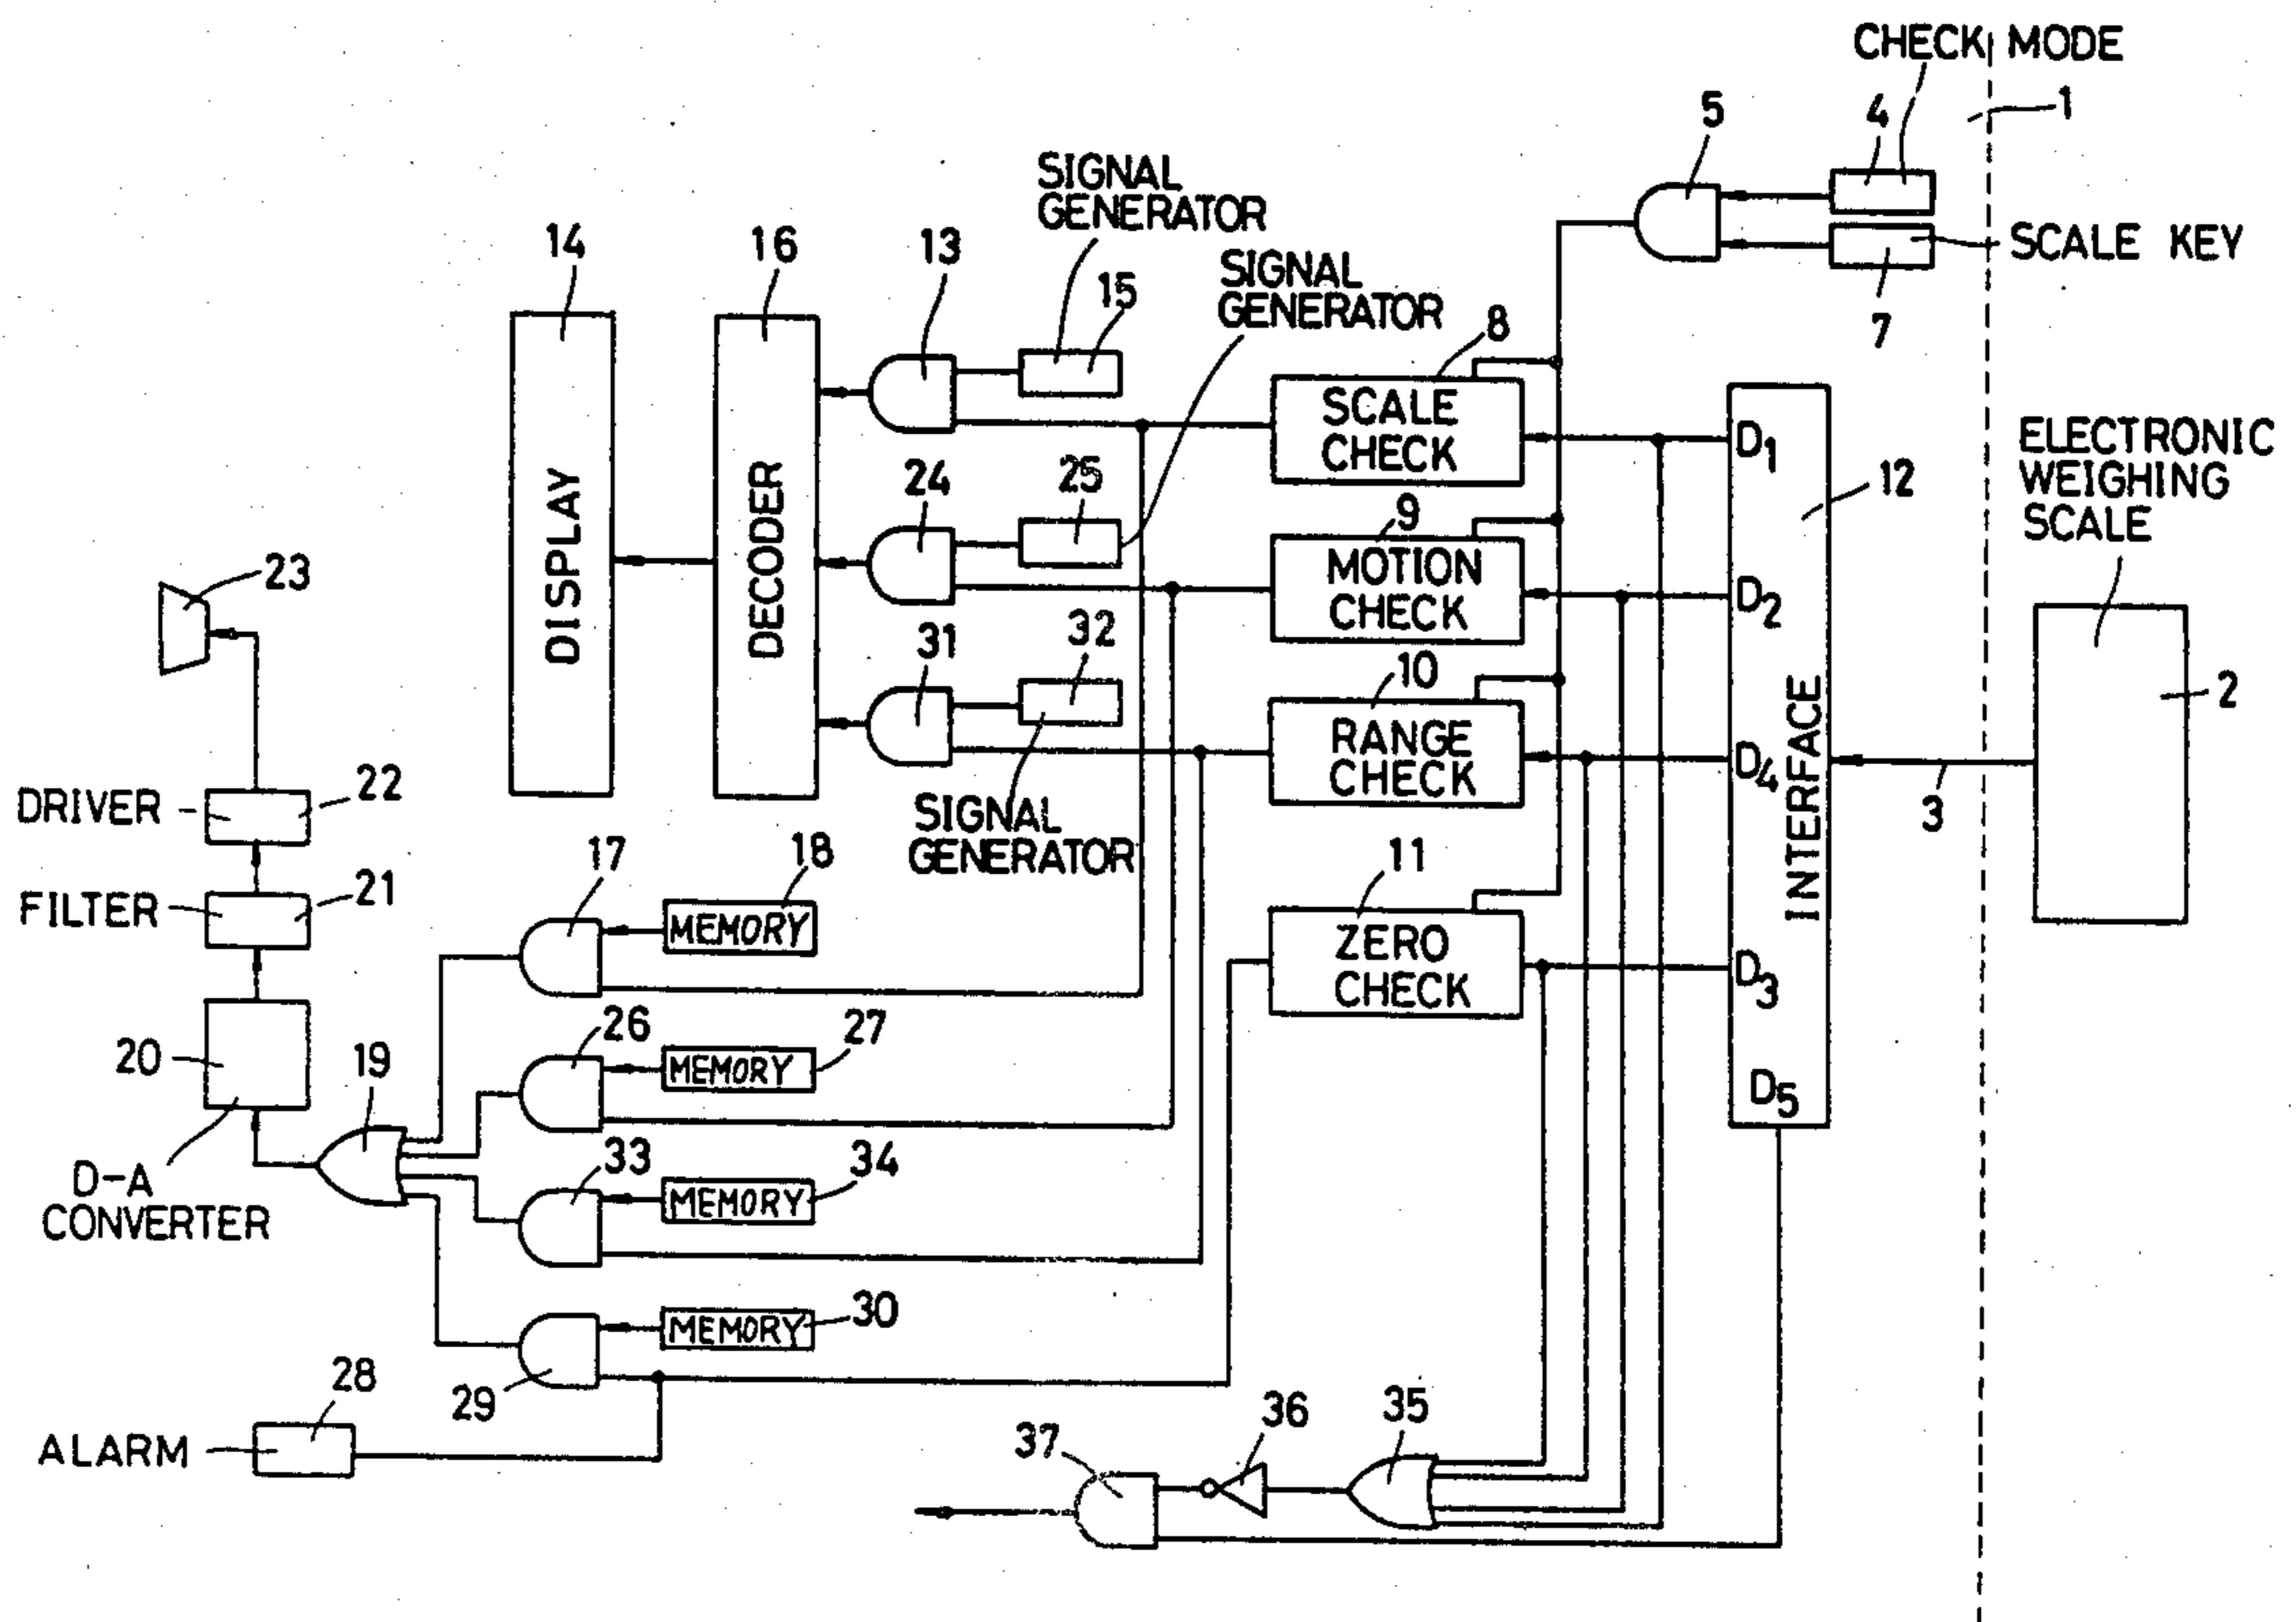 CHECK MODE
1
4
5
SIGNAL
GENERATOR
SCALE KEY
7
14
16
13
SIGNAL
GENERATOR
15
8
SCALE
CHECK
D1
ELECTRONIC
WEIGHING
SCALE
12
24
25
9
MOTION
CHECK
D2
DISPLAY
DECODER
23
31
32
10
RANGE
CHECK
D4
INTERFACE
2
3
DRIVER
22
SIGNAL
GENERATOR
17
18
MEMORY
11
ZERO
CHECK
D3
FILTER
21
26
27
MEMORY
20
19
D5
D-A
CONVERTER
33
34
MEMORY
30
MEMORY
29
28
ALARM
37
36
35